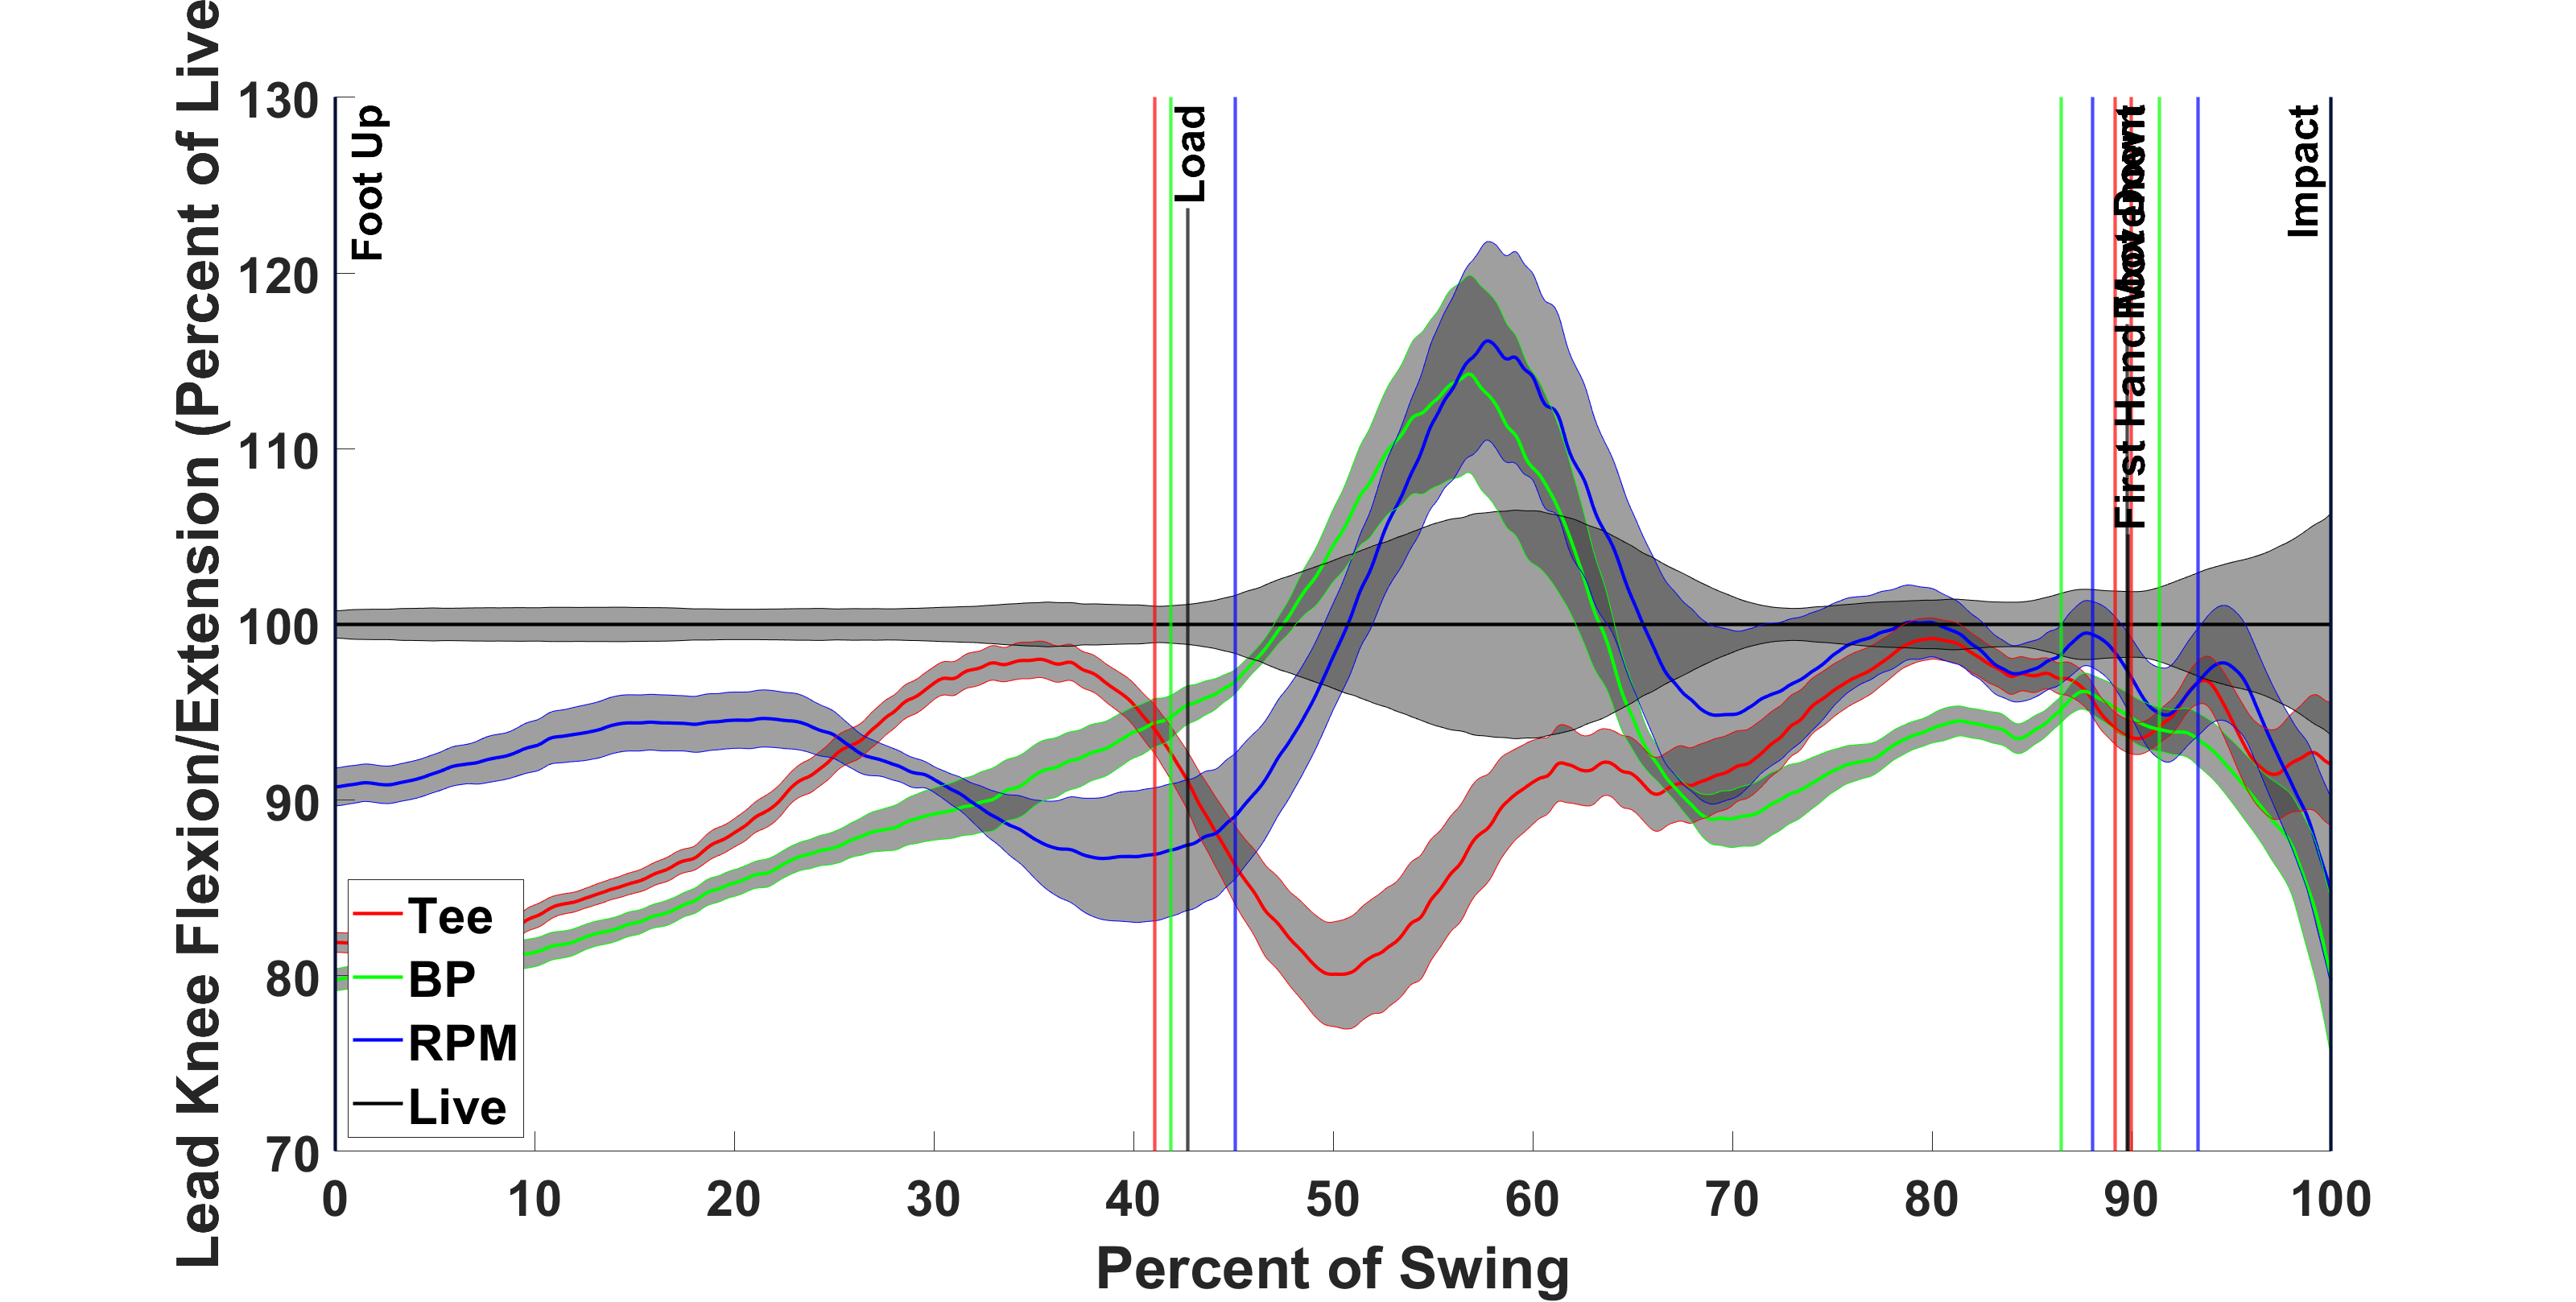 Lead Knee Flexion/Extension (Percent of Live
130
120
110
100
90
80
70
Foot Up
Load
First Hand Movement
Impact
Tee
BP
RPM
Live
0 10 20 30 40 50 60 70 80 90 100
Percent of Swing